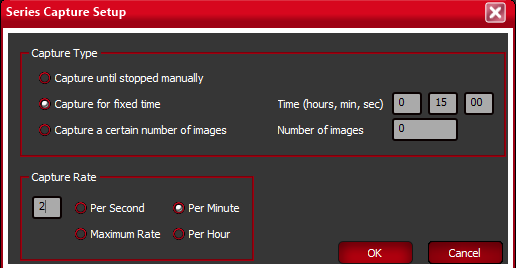 Series Capture Setup
Capture Type
Capture until stopped manually
Capture for fixed time Time (hours, min, sec) 0 15 00
Capture a certain number of images Number of images 0
Capture Rate
2 Per Second Per Minute
Maximum Rate Per Hour
OK Cancel